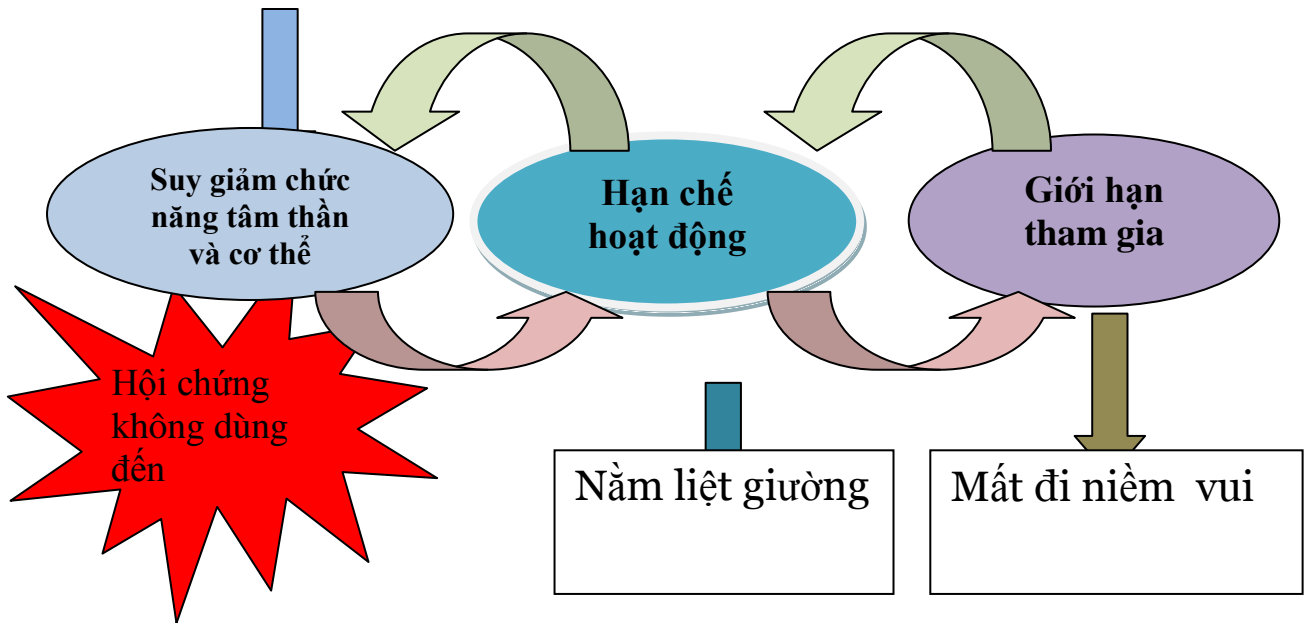 Suy giảm chức
năng tâm thần
và cơ thể
Hạn chế
hoạt động
Giới hạn
tham gia
Hội chứng
không dùng
đến
Nằm liệt giường
Mất đi niềm vui